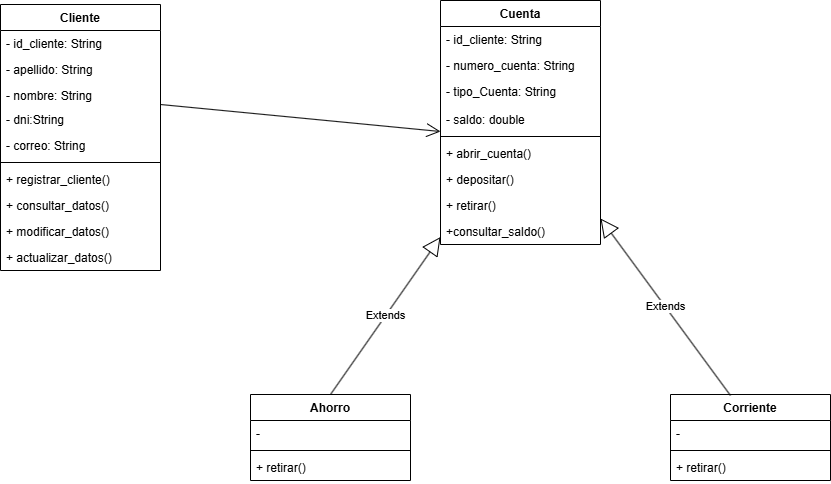 Cliente
- id_cliente: String
- apellido: String
- nombre: String
- dni:String
- correo: String
+ registrar_cliente()
+ consultar_datos()
+ modificar_datos()
+ actualizar_datos()
Cuenta
- id_cliente: String
- numero_cuenta: String
- tipo_Cuenta: String
- saldo: double
+ abrir_cuenta()
+ depositar()
+ retirar()
+consultar_saldo()
Extends
Extends
Ahorro
-
+ retirar()
Corriente
-
+ retirar()